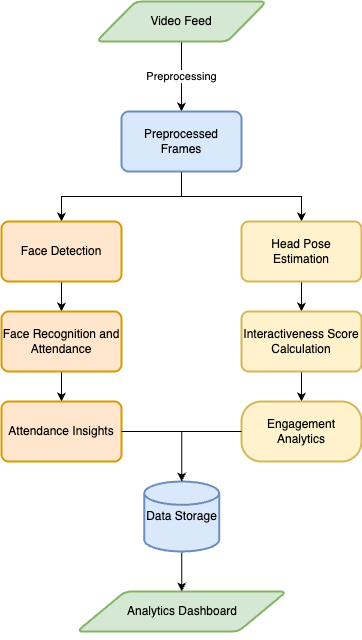 Video Feed
Preprocessing
Preprocessed
Frames
Face Detection
Head Pose
Estimation
Face Recognition and
Attendance
Interactiveness Score
Calculation
Attendance Insights
Engagement
Analytics
Data Storage
Analytics Dashboard